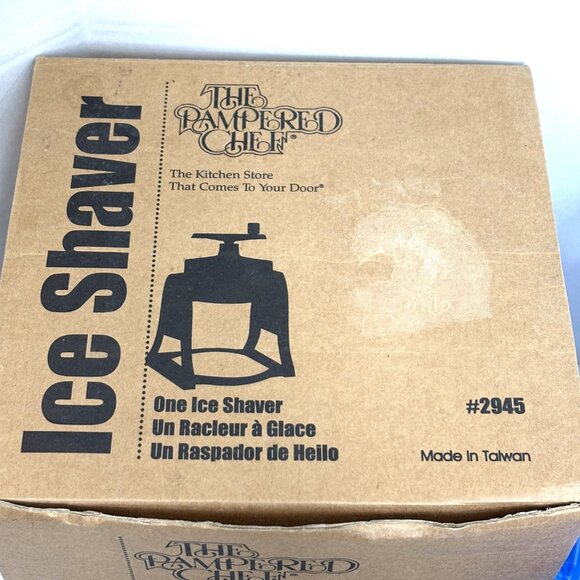 Ice Shaver
THE
PAMPERED
CHEF®
The Kitchen Store
That Comes To Your Door®
One Ice Shaver
Un Racleur à Glace
Un Raspador de Heilo
#2945
Made in Taiwan
THE
PAMPERED
CHEF®